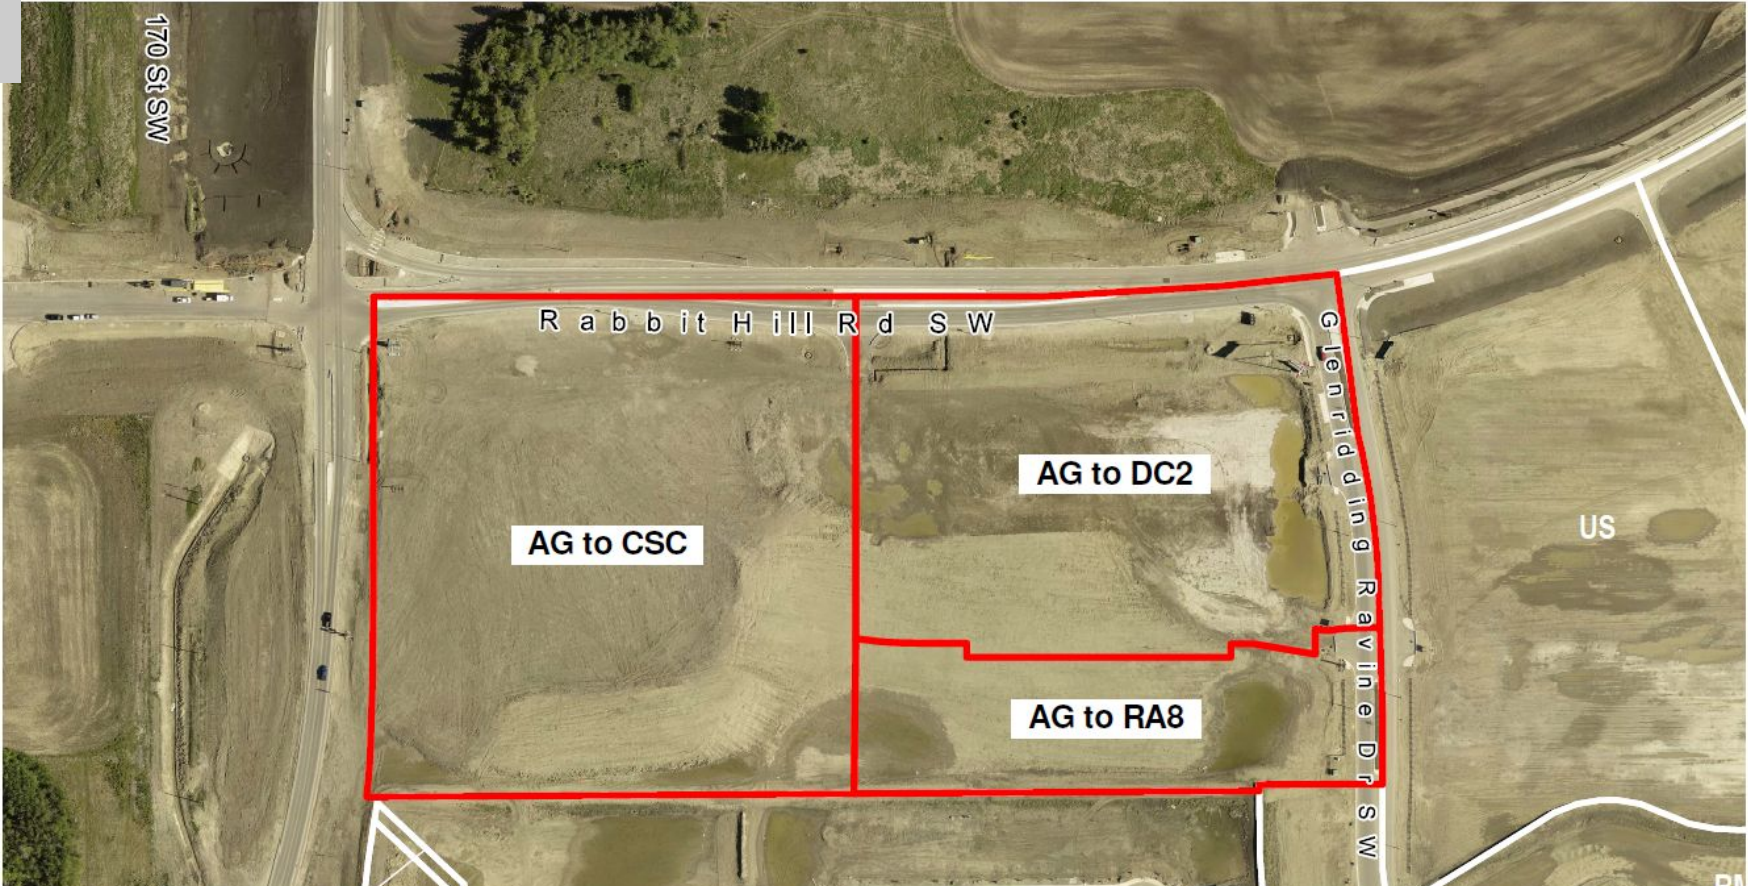 170 St SW
Rabbit Hill Rd SW
Glenridding Ravine Dr SW
AG to DC2
US
AG to CSC
AG to RA8